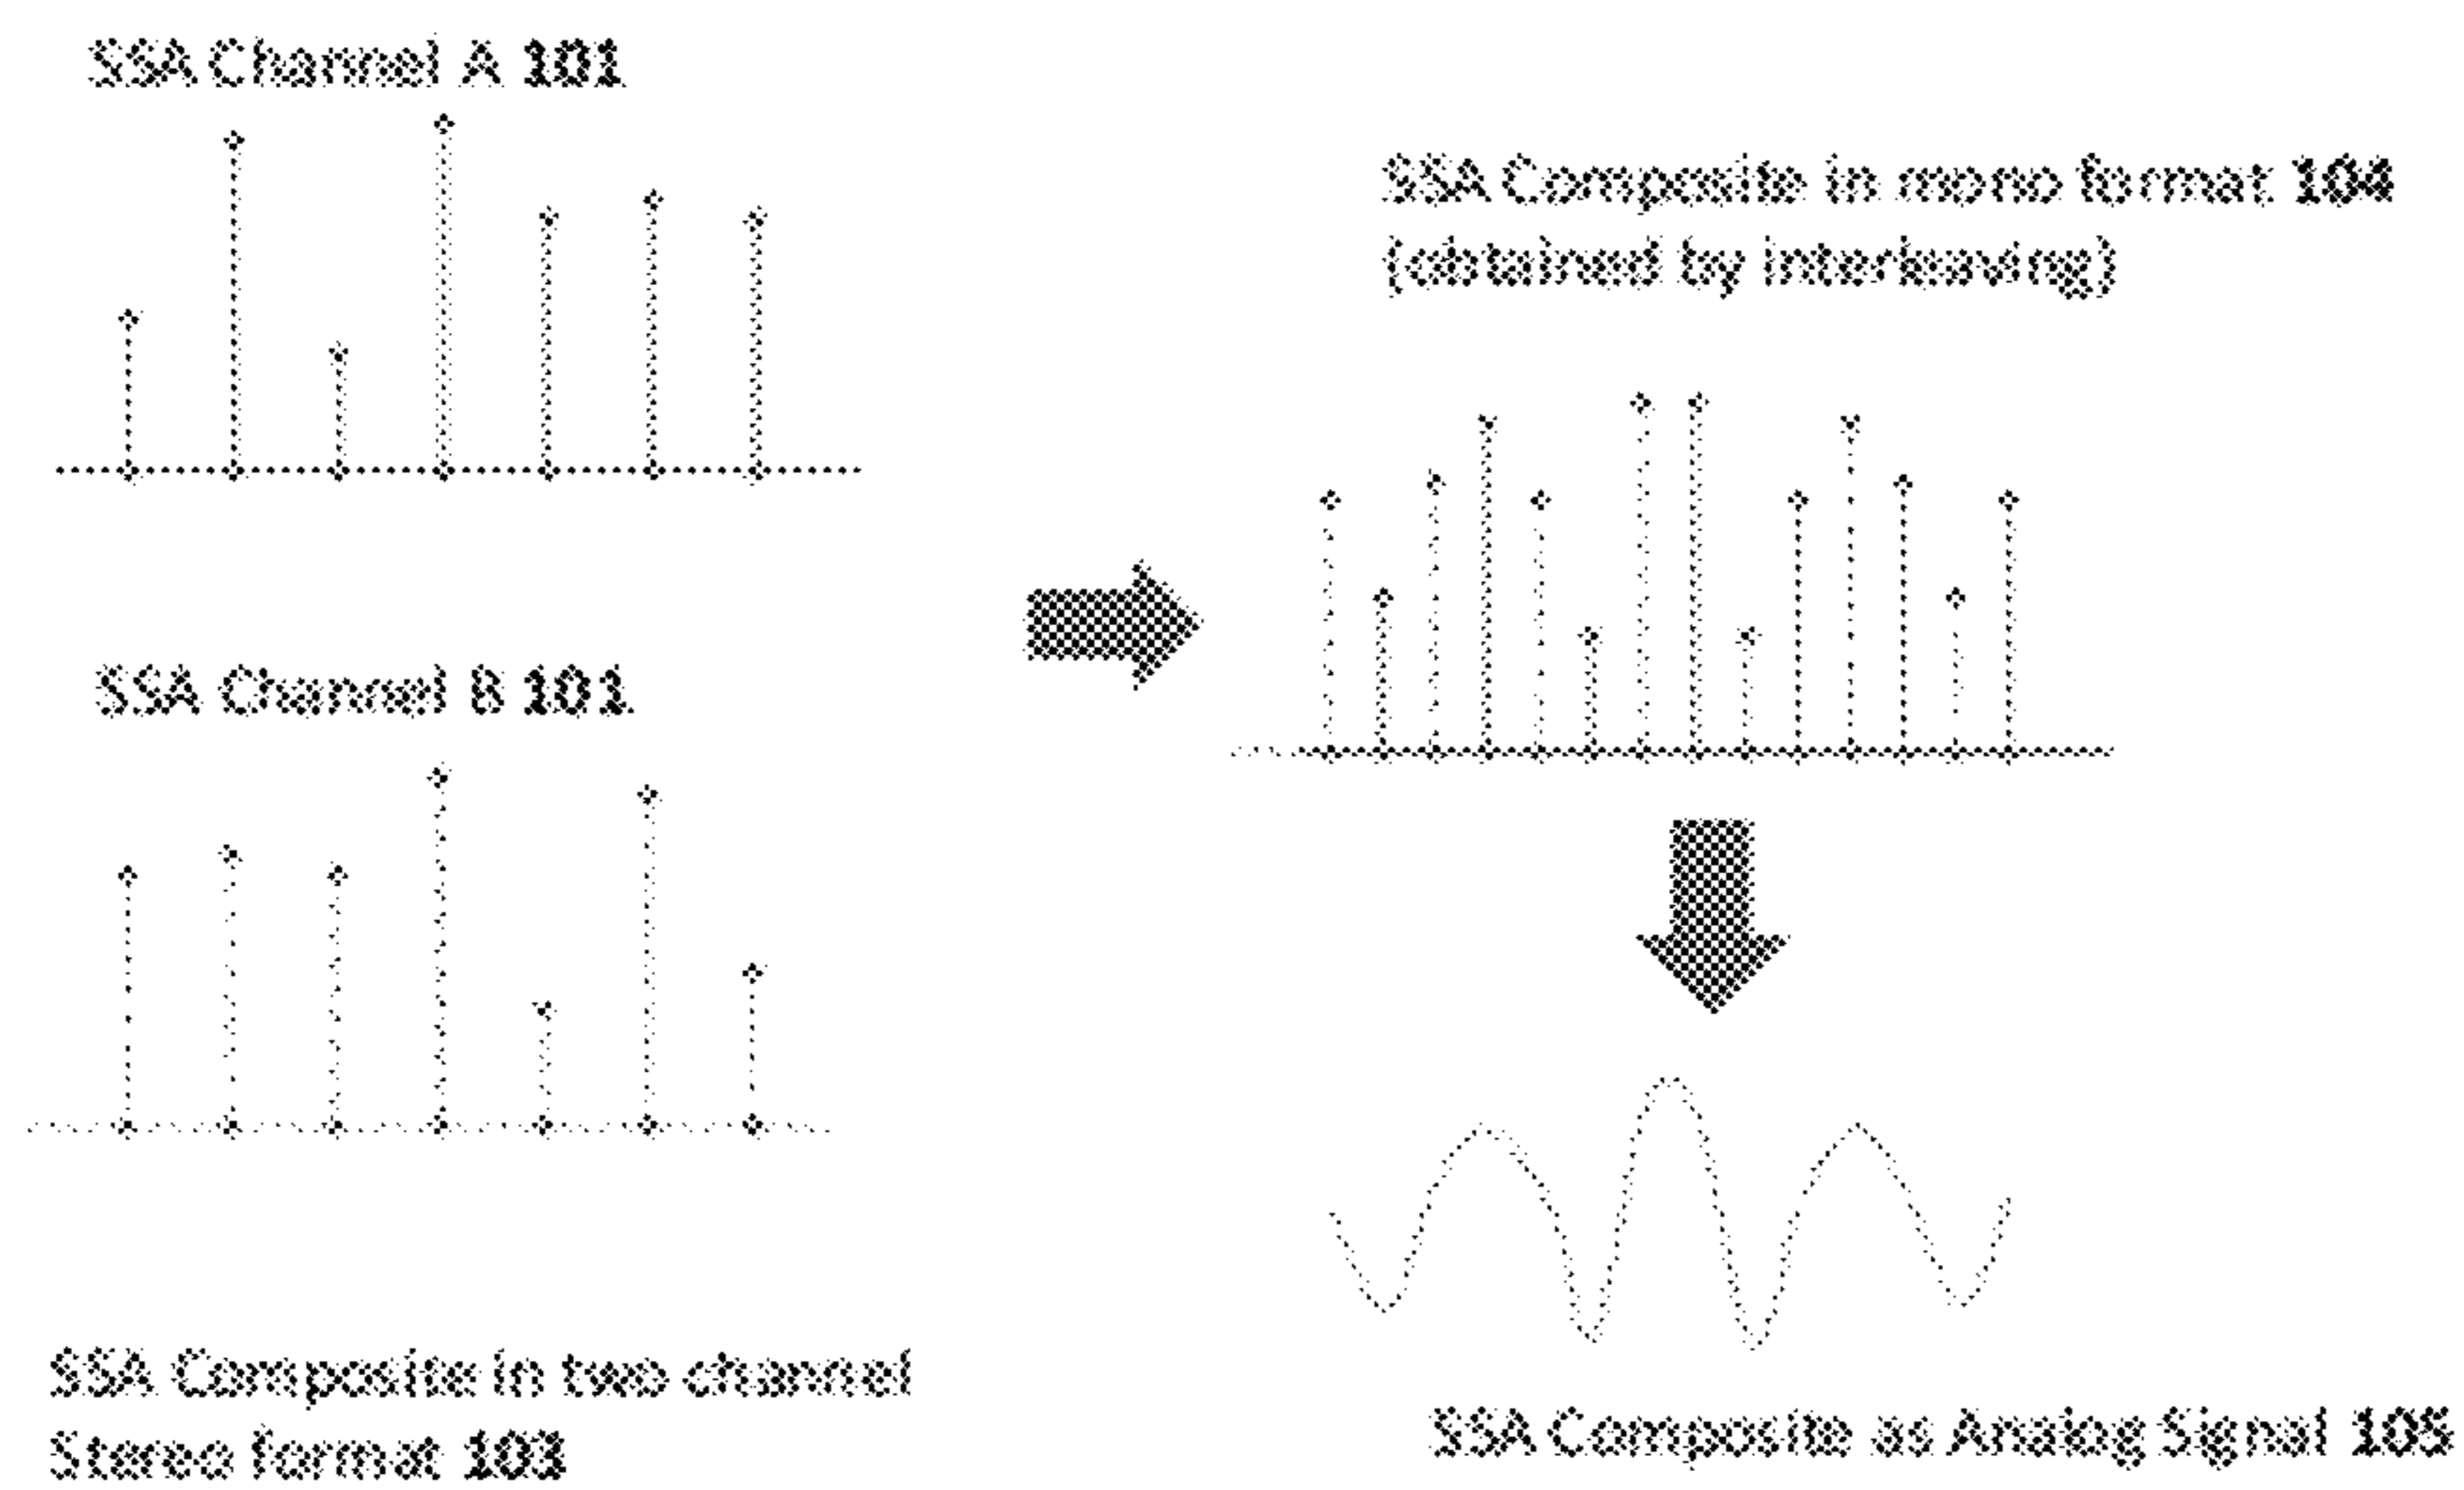 SSA Channel A 101
SSA Composite in mono format 104
(obtained by interleaving)
SSA Channel B 101
SSA Composite in two channel
Stereo format 103
SSA Composite as Analog Signal 105